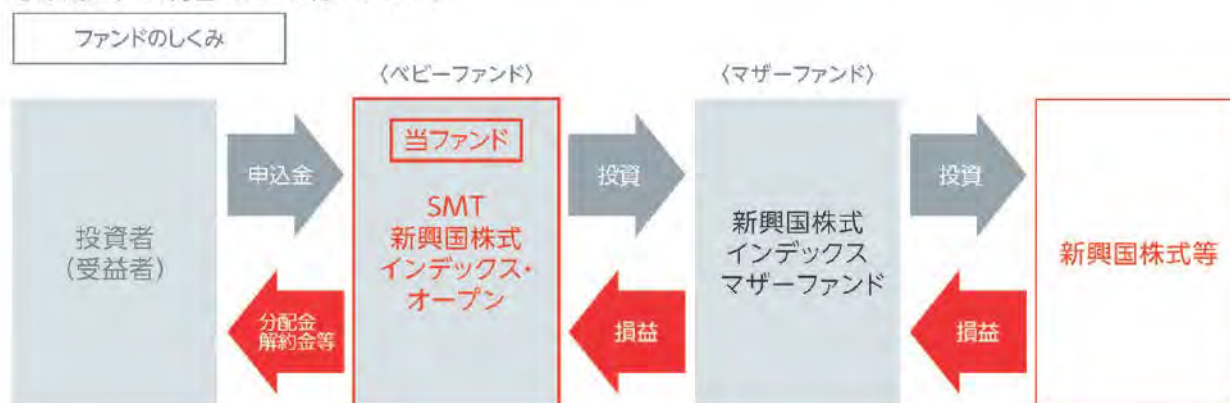 ファンドのしくみ
〈ベビーファンド〉
〈マザーファンド〉
投資者
(受益者)
申込金
分配金
解約金等
当ファンド
SMT
新興国株式
インデックス・
オープン
投資
損益
新興国株式
インデックス
マザーファンド
投資
損益
新興国株式等